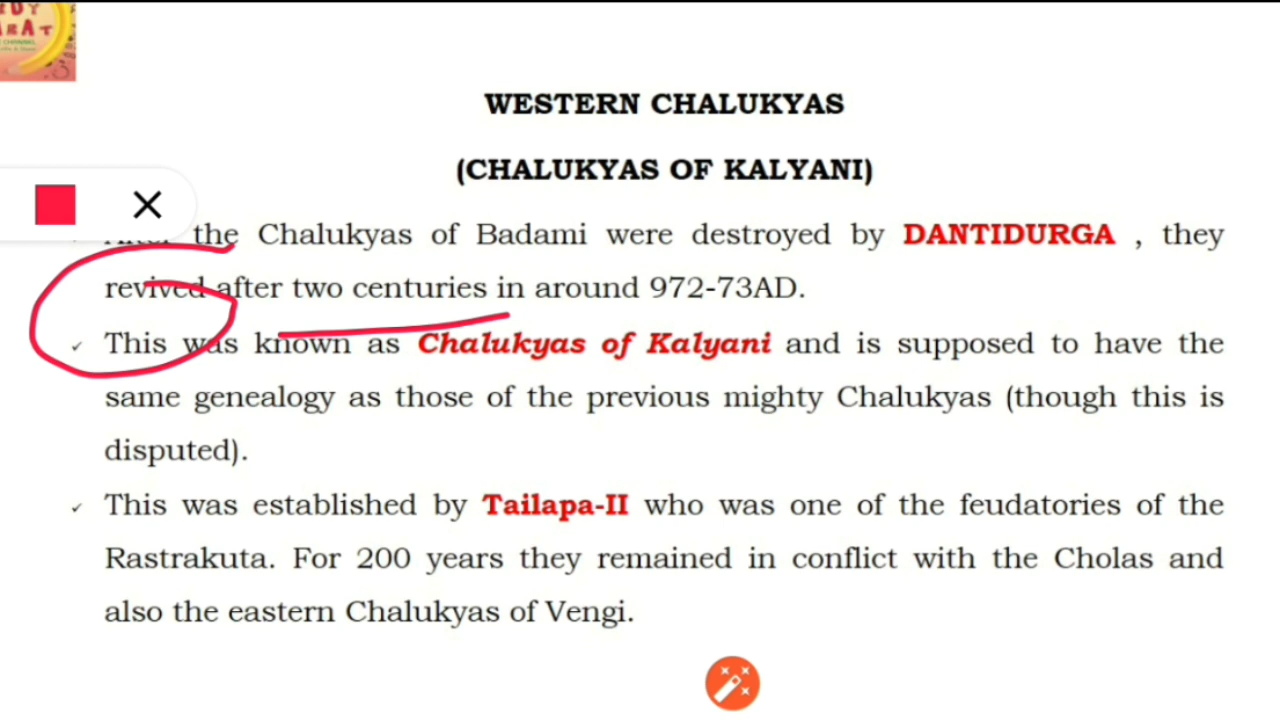 WESTERN CHALUKYAS
(CHALUKYAS OF KALYANI)
the Chalukyas of Badami were destroyed by DANTIDURGA , they
revived after two centuries in around 972-73AD.
✓ This was known as Chalukyas of Kalyani and is supposed to have the
same genealogy as those of the previous mighty Chalukyas (though this is
disputed).
✓ This was established by Tailapa-II who was one of the feudatories of the
Rastrakuta. For 200 years they remained in conflict with the Cholas and
also the eastern Chalukyas of Vengi.